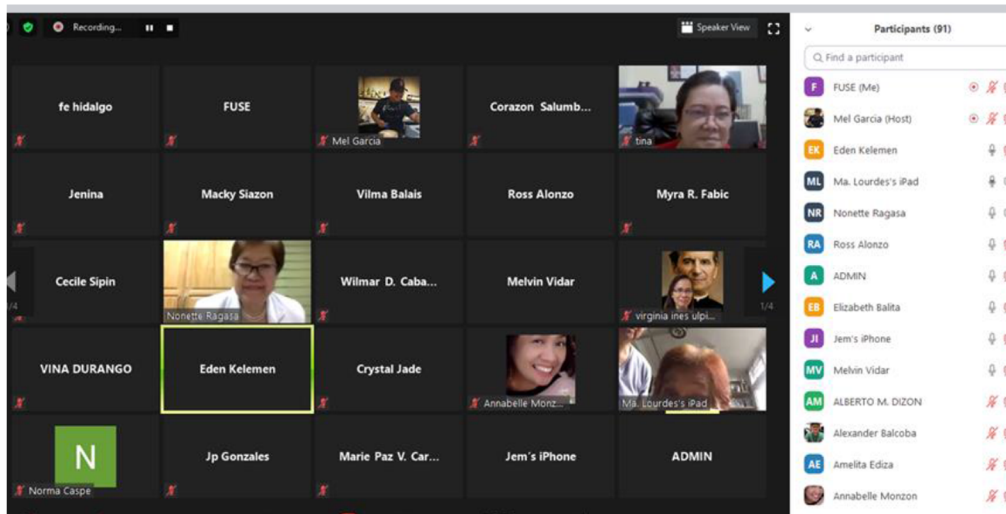 Recording...
Speaker View
fe hidalgo
FUSE
Mel Garcia
Corazon Salumb...
tina
Jenina
Macky Siazon
Vilma Balais
Ross Alonzo
Myra R. Fabic
Cecile Sipin
Nonette Ragasa
Wilmar D. Caba...
Melvin Vidar
virginia ines ulpi...
1/4
1/4
VINA DURANGO
Eden Kelemen
Crystal Jade
Annabelle Monz...
Ma. Lourdes's iPad
N
Norma Caspe
Jp Gonzales
Marie Paz V. Car...
Jem's iPhone
ADMIN
Participants (91)
Find a participant
F FUSE (Me)
Mel Garcia (Host)
EK Eden Kelemen
ML Ma. Lourdes's iPad
NR Nonette Ragasa
RA Ross Alonzo
A ADMIN
EB Elizabeth Balita
JI Jem's iPhone
MV Melvin Vidar
AM ALBERTO M. DIZON
Alexander Balcoba
AE Amelita Ediza
Annabelle Monzon